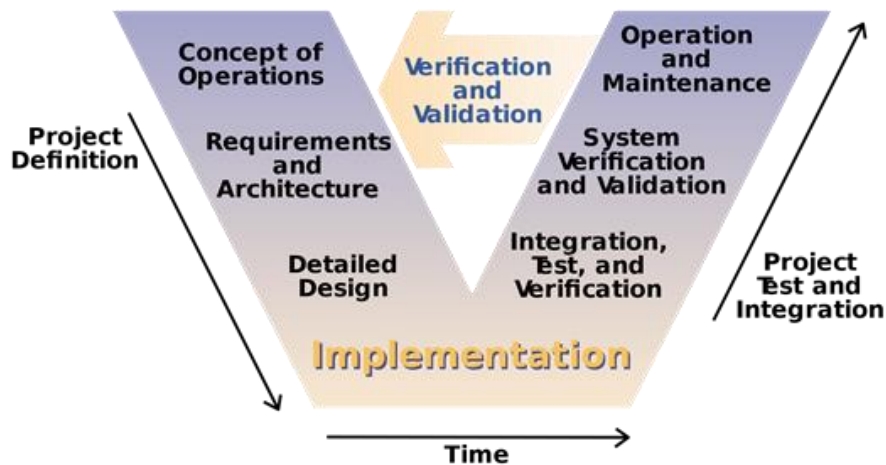 Concept of
Operations
Verification
and
Validation
Operation
and
Maintenance
Project
Definition
Requirements
and
Architecture
System
Verification
and Validation
Detailed
Design
Integration,
Test, and
Verification
Project
Test and
Integration
Implementation
Time